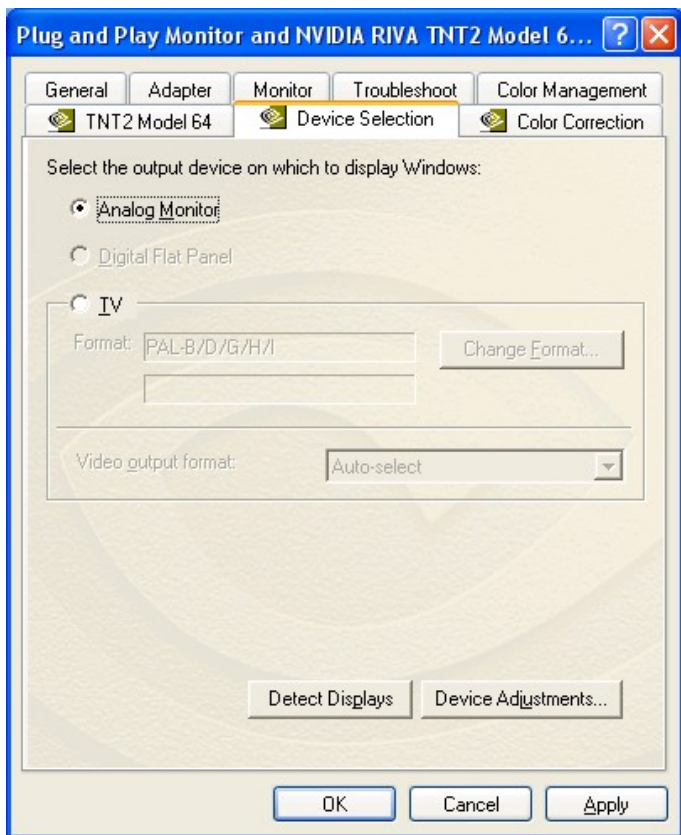 Plug and Play Monitor and NVIDIA RIVA TNT2 Model 6...
General Adapter Monitor Troubleshoot Color Management
TNT2 Model 64 Device Selection Color Correction
Select the output device on which to display Windows:
Analog Monitor
Digital Flat Panel
TV
Format: PAL-B/D/G/H/I Change Format...
Video output format: Auto-select
Detect Displays Device Adjustments...
OK Cancel Apply